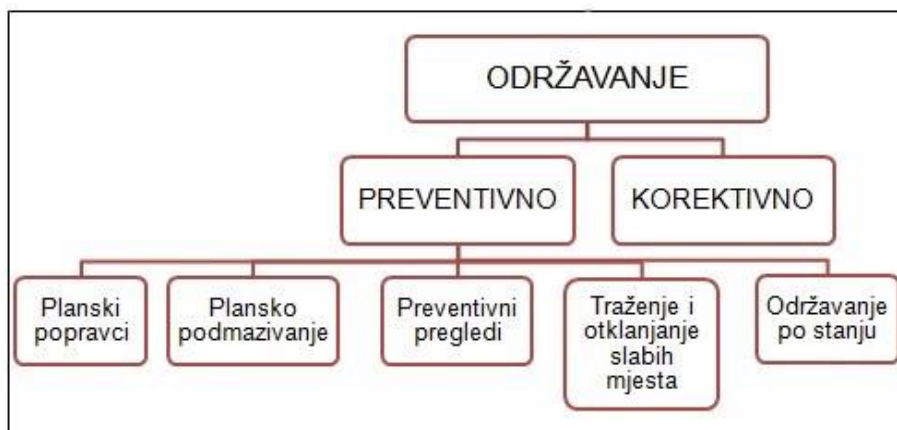 ODRŽAVANJE
PREVENTIVNO
KOREKTIVNO
Planski
popravci
Plansko
podmazivanje
Preventivni
pregledi
Traženje i
otklanjanje
slabih
mjesta
Održavanje
po stanju